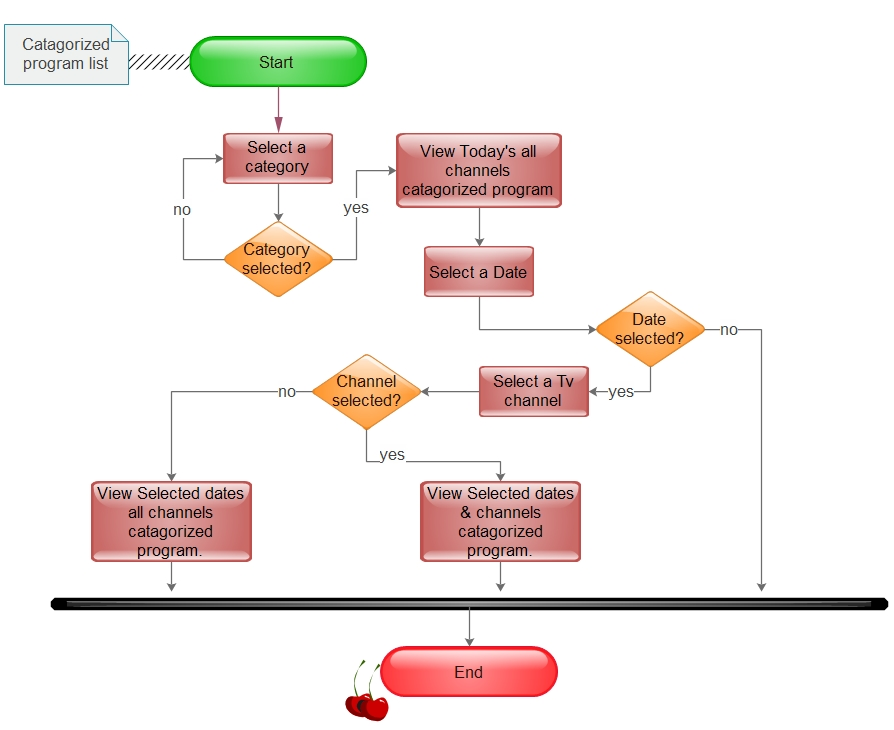 Catagorized
program list
Start
Select a
category
no
yes
View Today's all
channels
catagorized program
Category
selected?
Select a Date
Date
selected?
no
yes
Select a Tv
channel
Channel
selected?
no
yes
View Selected dates
all channels
catagorized
program.
View Selected dates
& channels
catagorized
program.
End